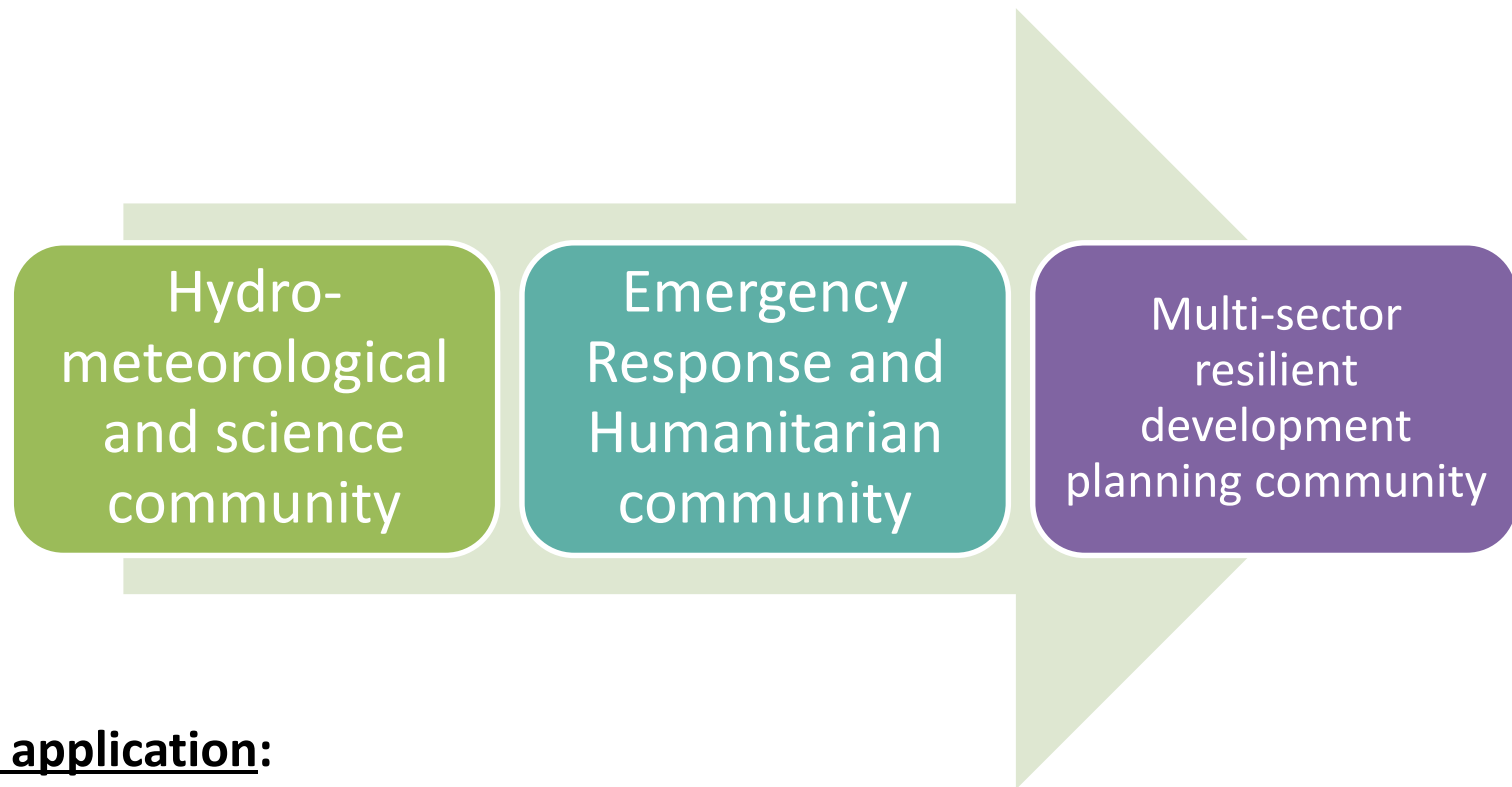 Hydro-
meteorological
and science
community
Emergency
Response and
Humanitarian
community
Multi-sector
resilient
development
planning community
application: